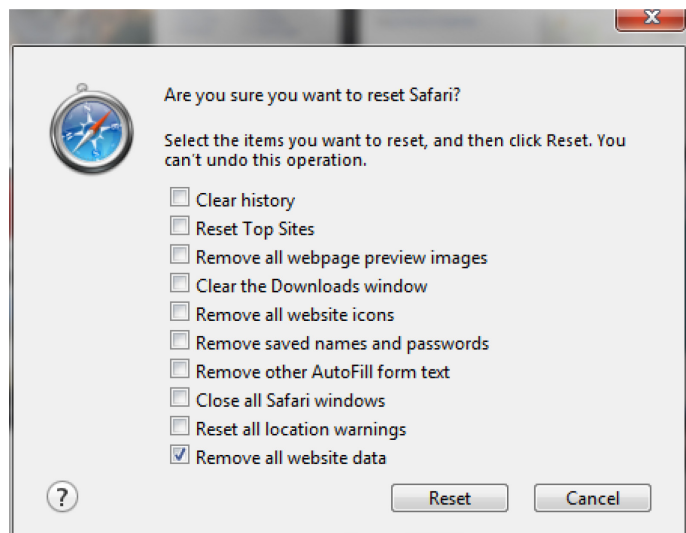 x
Are you sure you want to reset Safari?
Select the items you want to reset, and then click Reset. You
can't undo this operation.
Clear history
Reset Top Sites
Remove all webpage preview images
Clear the Downloads window
Remove all website icons
Remove saved names and passwords
Remove other AutoFill form text
Close all Safari windows
Reset all location warnings
Remove all website data
? Reset Cancel